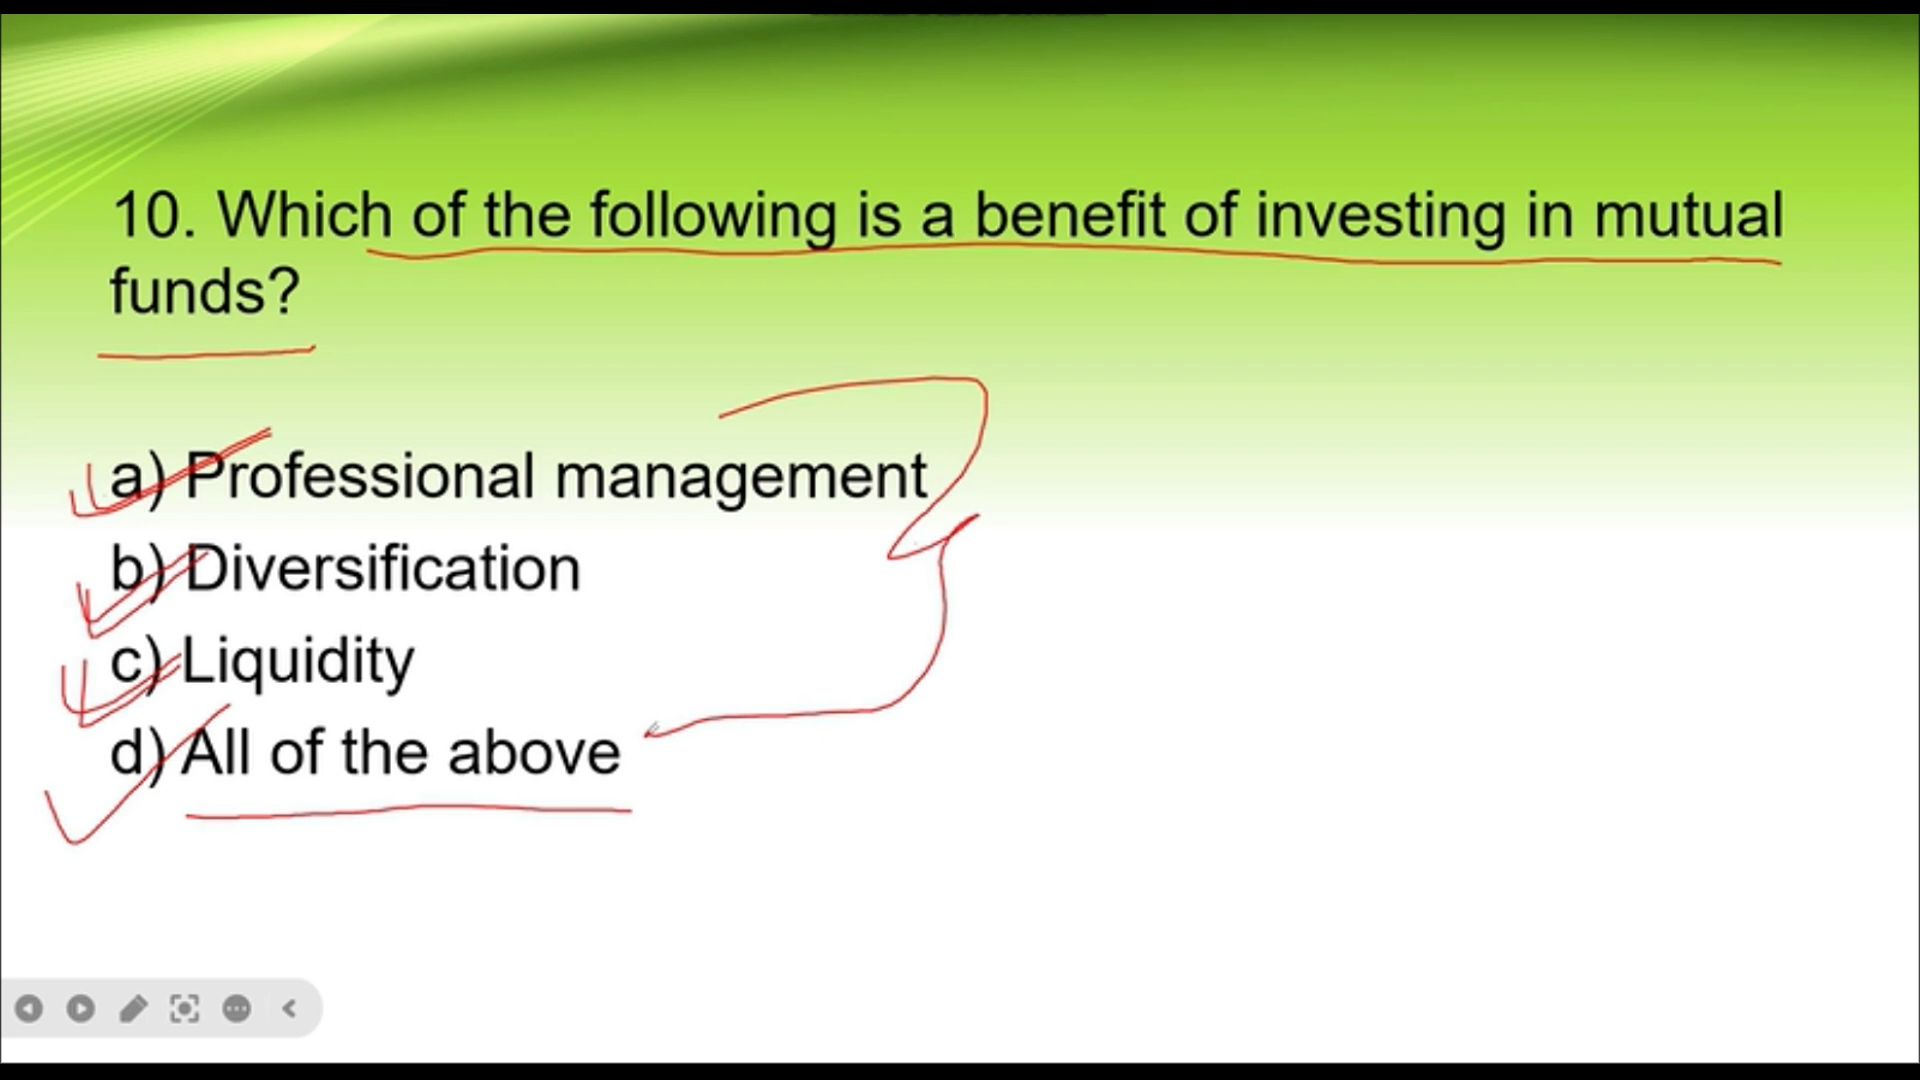 10. Which of the following is a benefit of investing in mutual
funds?
a) Professional management
b) Diversification
c) Liquidity
d) All of the above